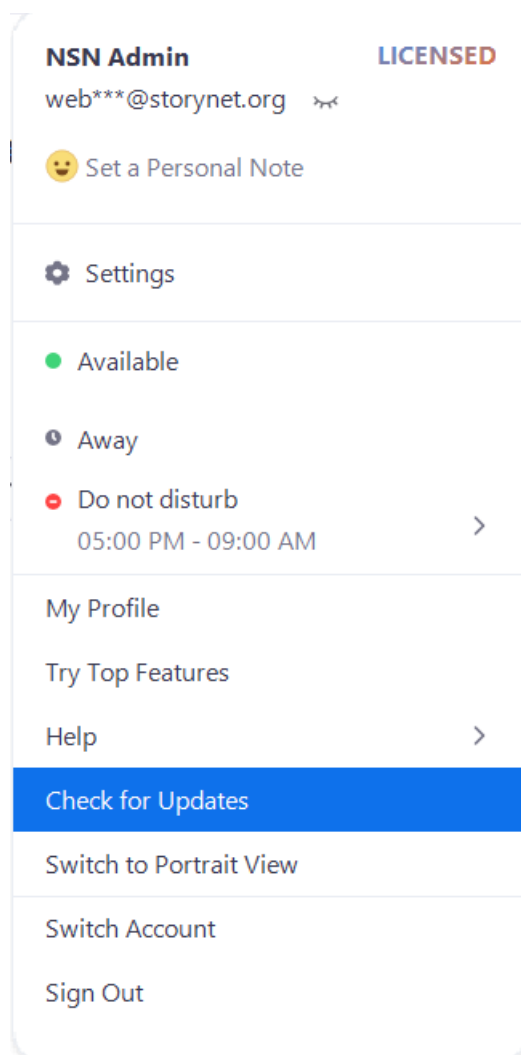 NSN Admin LICENSED
web***@storynet.org
Set a Personal Note
Settings
Available
Away
Do not disturb
05:00 PM - 09:00 AM
My Profile
Try Top Features
Help
Check for Updates
Switch to Portrait View
Switch Account
Sign Out